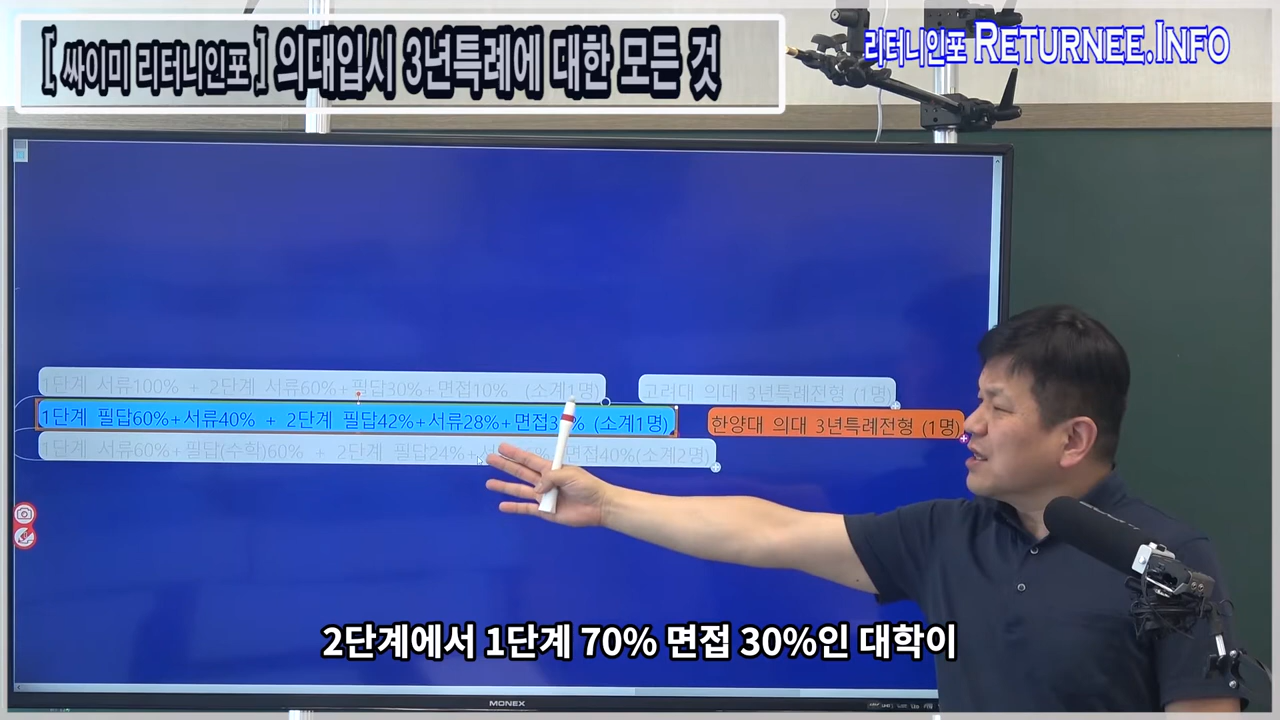 [ 싸이미 리터니인포 ] 의대입시 3년특례에 대한 모든 것
리터니인포 RETURNEE.INFO
1단계 서류100% + 2단계 서류60%+필답30%+면접10% (소계1명)
고려대 의대 3년특례전형 (1명)
1단계 필답60%+서류40% + 2단계 필답42%+서류28%+면접3 % (소계1명)
한양대 의대 3년특례전형 (1명)
1단계 서류60%+필답(수학)60% + 2단계 필답24%+ 면접40%(소계2명)
2단계에서 1단계 70% 면접 30%인 대학이
MONEX